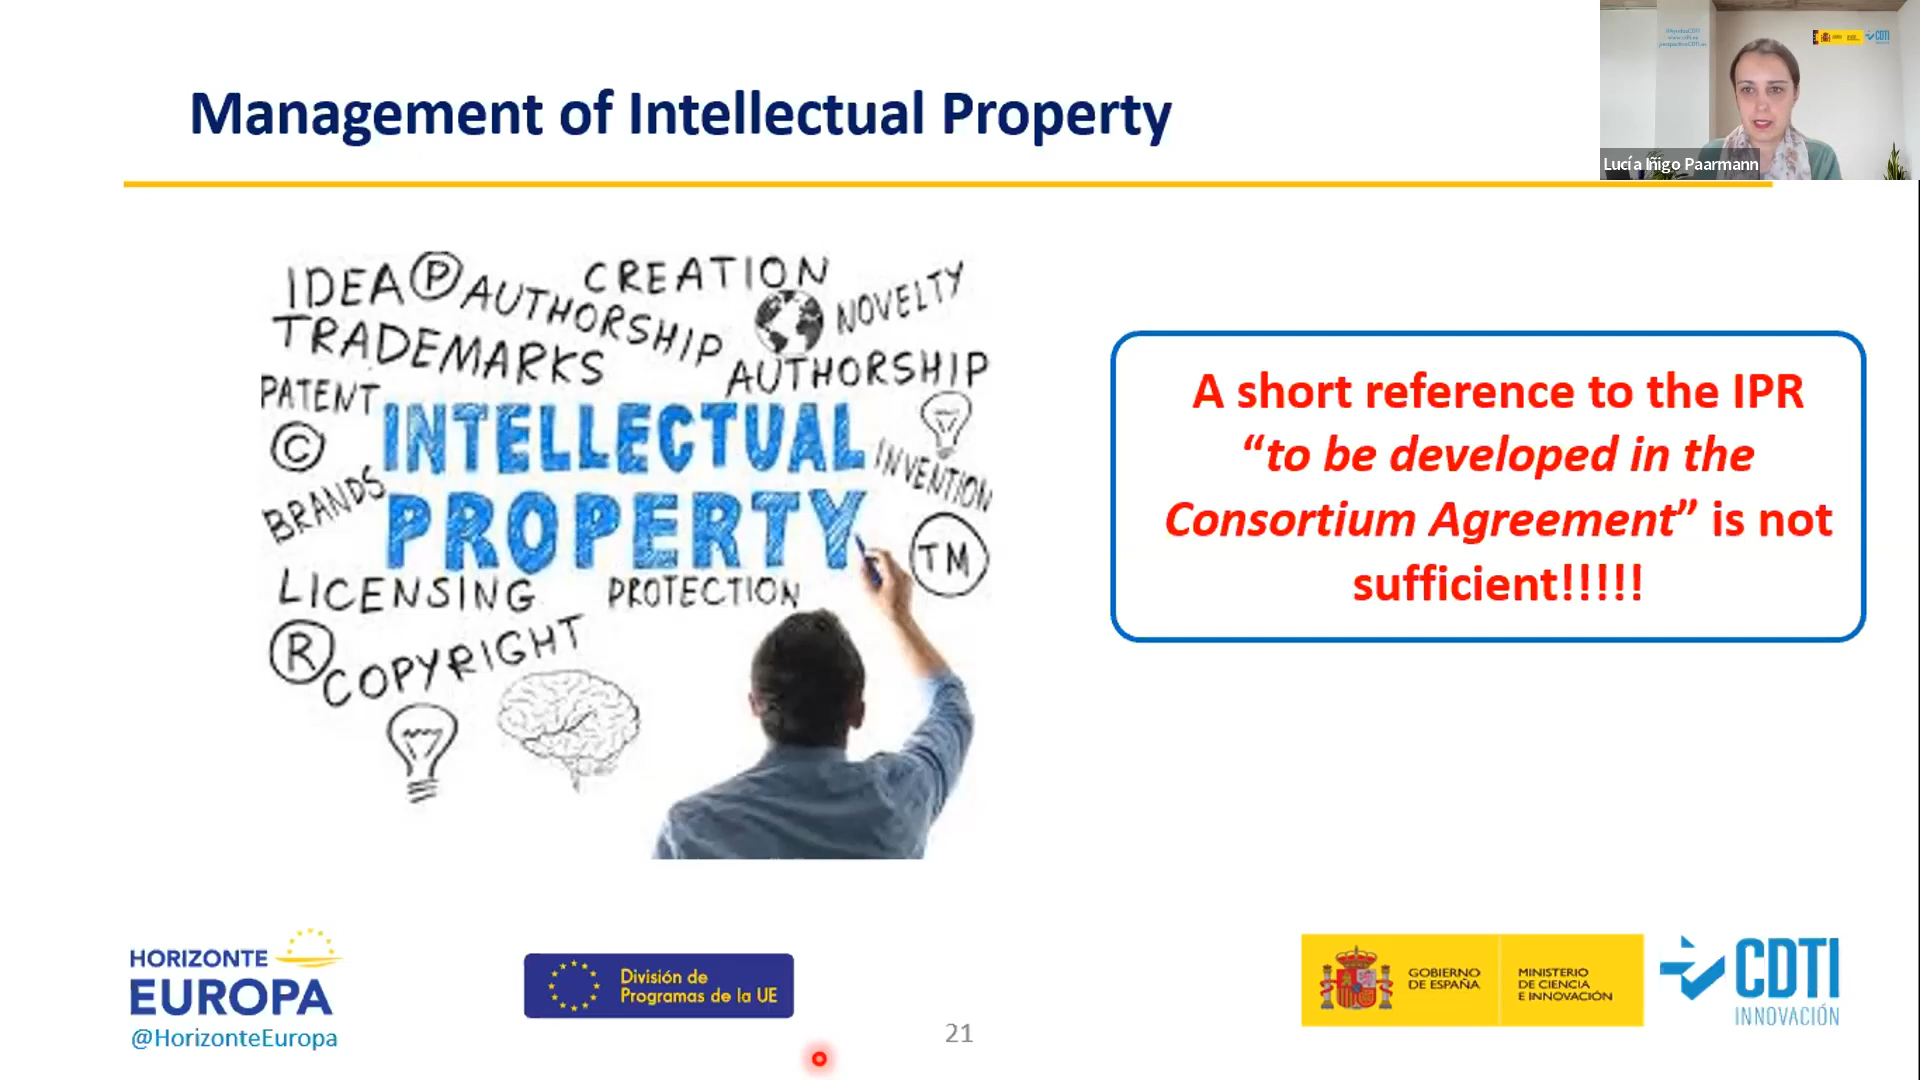 Management of Intellectual Property
Lucía Iñigo Paarmann
CDTI
IDEA
P
AUTHORSHIP
CREATION
NOVELTY
TRADEMARKS
AUTHORSHIP
PATENT
©
INTELLECTUAL
INVENTION
BRANDS
PROPERTY
TM
LICENSING
PROTECTION
R
COPYRIGHT
A short reference to the IPR
“to be developed in the
Consortium Agreement” is not
sufficient!!!!!
HORIZONTE
EUROPA
@HorizonteEuropa
División de
Programas de la UE
21
GOBIERNO
DE ESPAÑA
MINISTERIO
DE CIENCIA
E INNOVACIÓN
CDTI
INNOVACIÓN